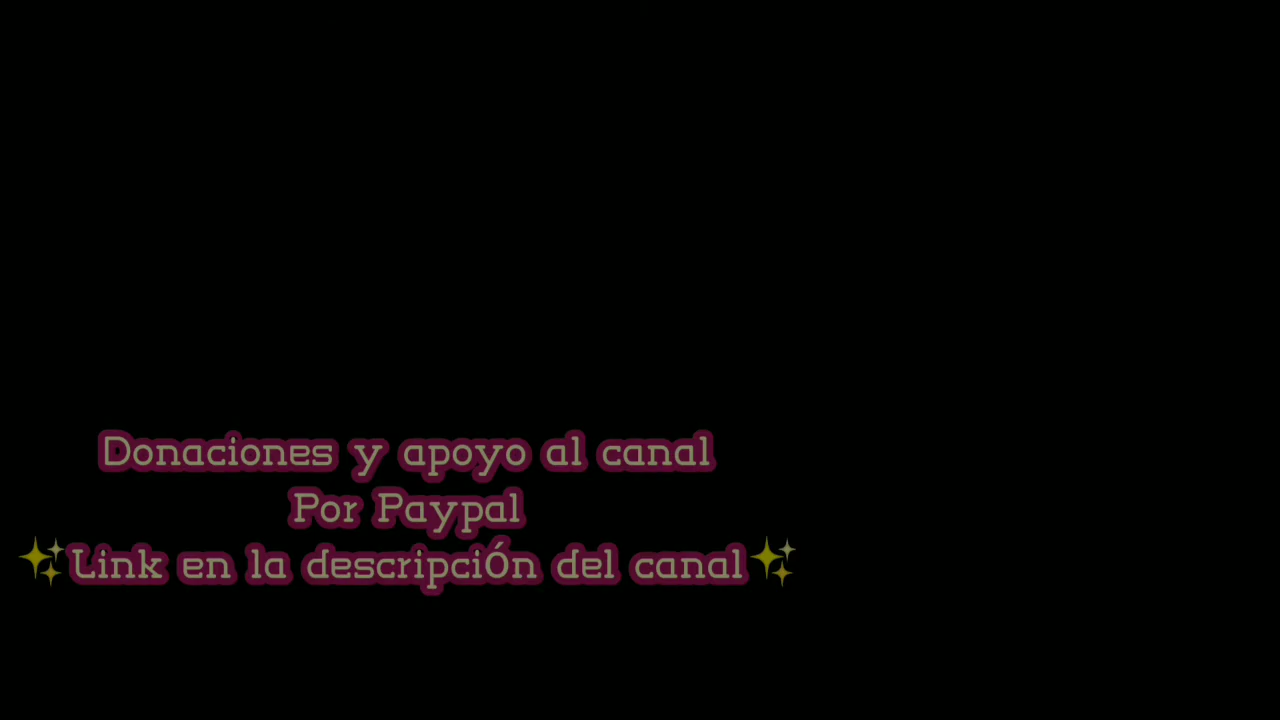 Donaciones y apoyo al canal
Por Paypal
✨Link en la descripciÓn del canal✨